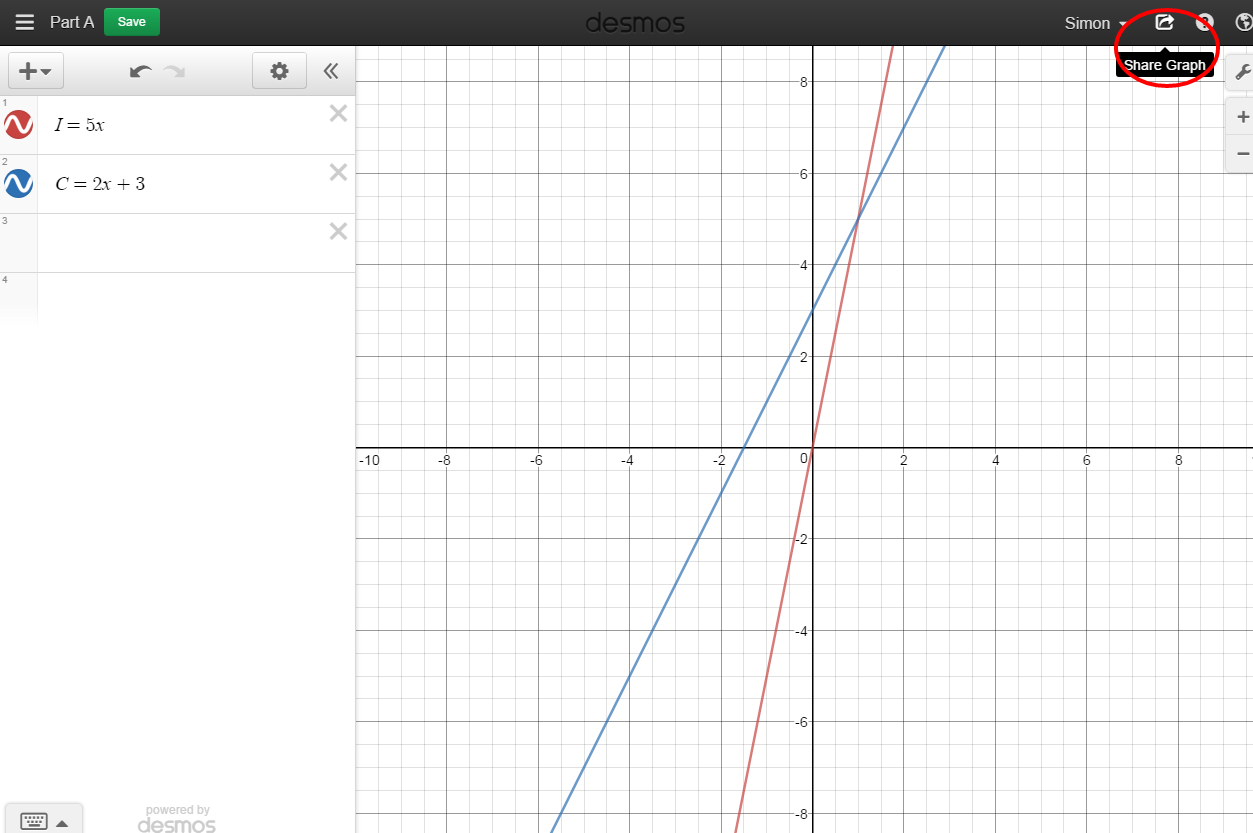 Part A Save desmos Simon ?
Share Graph
1
I = 5x
2
C = 2x + 3
3
4
8
6
4
2
-10 -8 -6 -4 -2 0 2 4 6 8
-2
-4
-6
-8
powered by
desmos